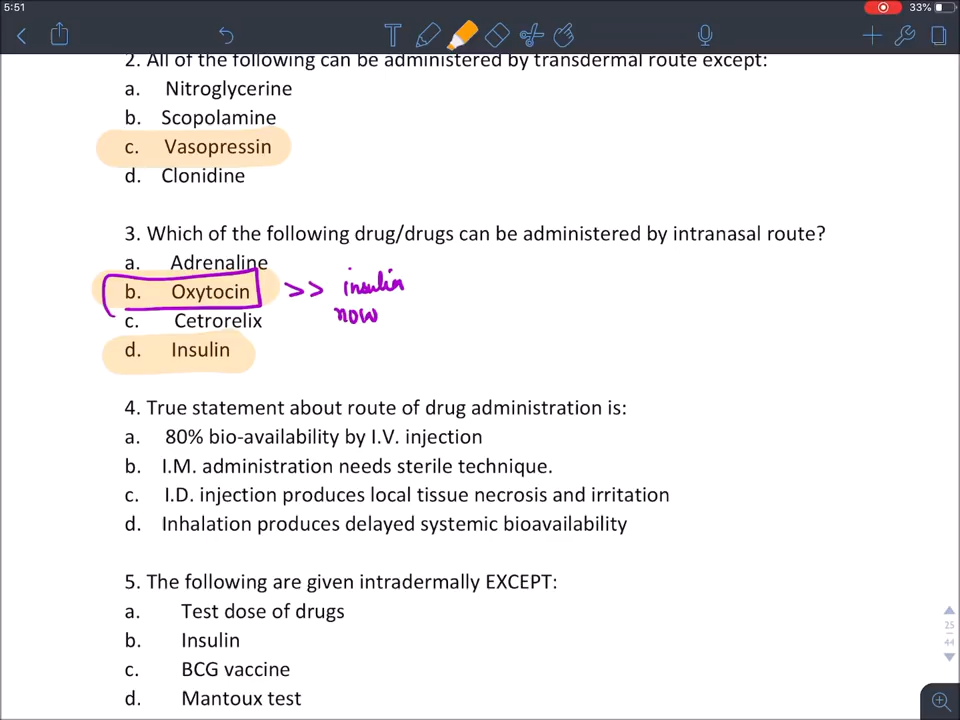 5:51
33%
T
2. All of the following can be administered by transdermal route except:
a. Nitroglycerine
b. Scopolamine
c. Vasopressin
d. Clonidine
3. Which of the following drug/drugs can be administered by intranasal route?
a. Adrenaline
b. Oxytocin >> insulin
now
c. Cetrorelix
d. Insulin
4. True statement about route of drug administration is:
a. 80% bio-availability by I.V. injection
b. I.M. administration needs sterile technique.
c. I.D. injection produces local tissue necrosis and irritation
d. Inhalation produces delayed systemic bioavailability
5. The following are given intradermally EXCEPT:
a. Test dose of drugs
b. Insulin
c. BCG vaccine
d. Mantoux test
25
44